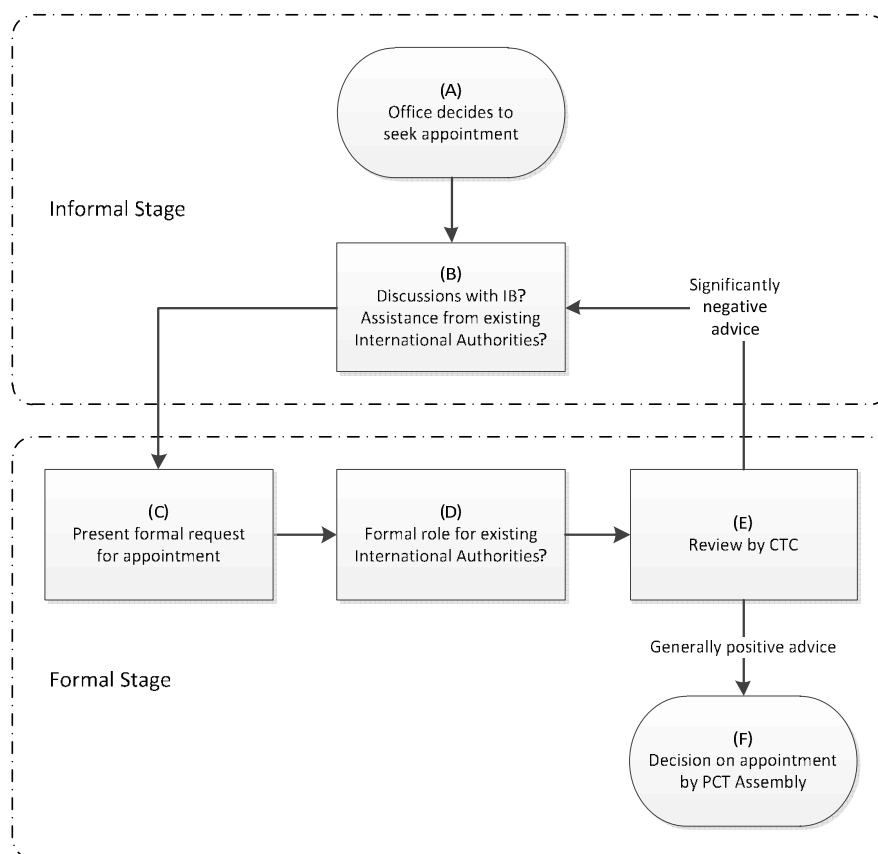 (A)
Office decides to
seek appointment
Informal Stage
(B)
Discussions with IB?
Assistance from existing
International Authorities?
Significantly
negative
advice
(C)
Present formal request
for appointment
(D)
Formal role for existing
International Authorities?
(E)
Review by CTC
Generally positive advice
Formal Stage
(F)
Decision on appointment
by PCT Assembly